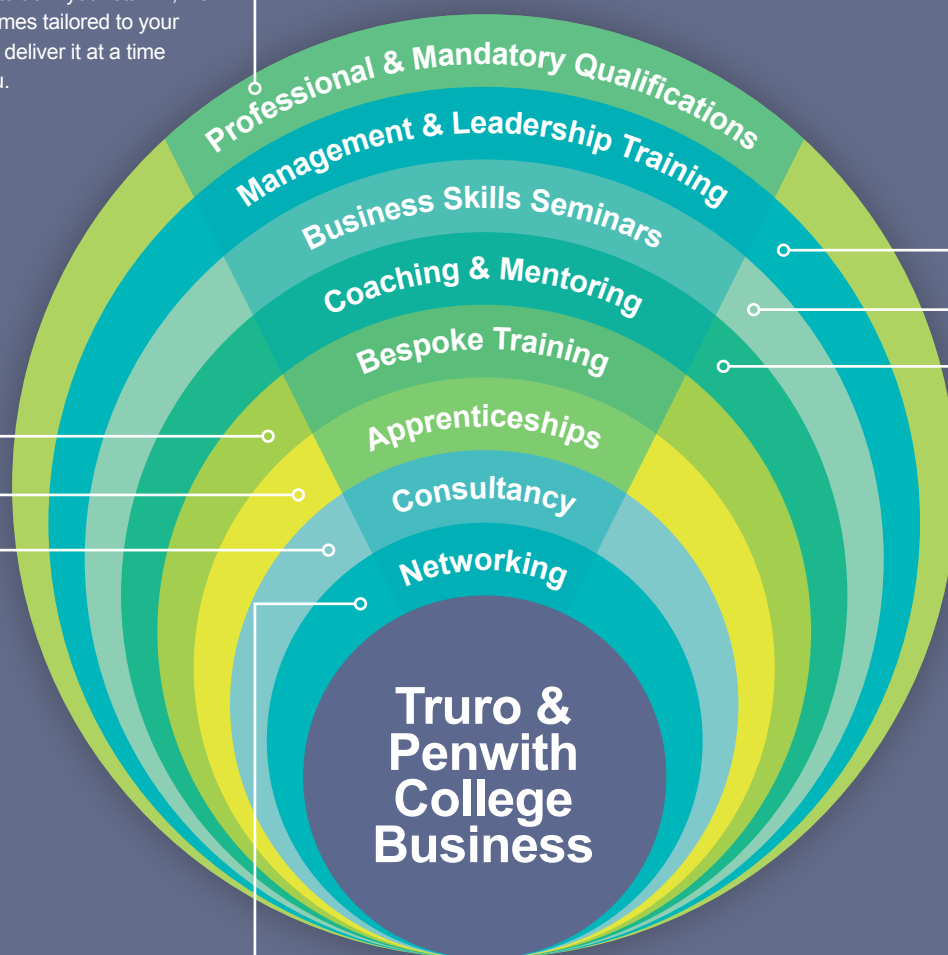 mes tailored to your
deliver it at a time
Professional & Mandatory Qualifications
Management & Leadership Training
Business Skills Seminars
Coaching & Mentoring
Bespoke Training
Apprenticeships
Consultancy
Networking
Truro &
Penwith
College
Business